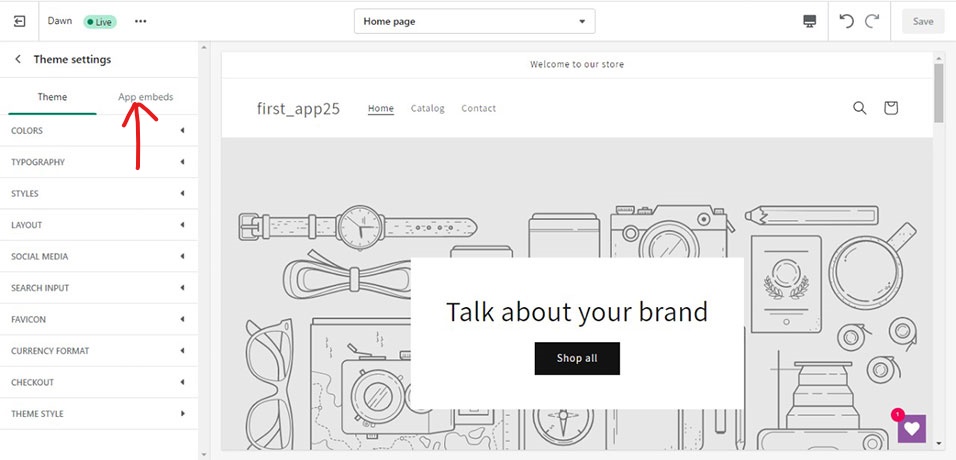 Dawn Live Home page Save
Theme settings
Theme App embeds
COLORS
TYPOGRAPHY
STYLES
LAYOUT
SOCIAL MEDIA
SEARCH INPUT
FAVICON
CURRENCY FORMAT
CHECKOUT
THEME STYLE
Welcome to our store
first_app25 Home Catalog Contact
Talk about your brand
Shop all
1